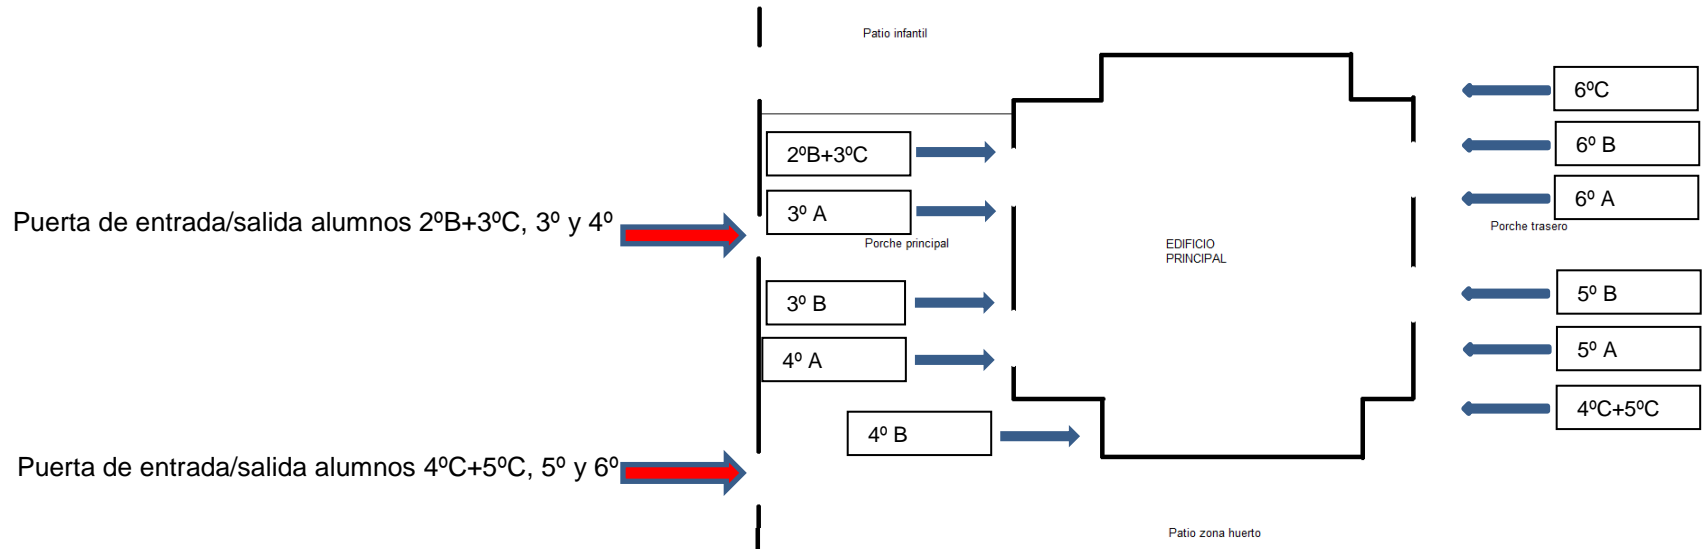 Patio infantil
6ºC
2ºB+3ºC
6º B
3º A
6º A
Puerta de entrada/salida alumnos 2ºB+3ºC, 3º y 4º
Porche principal
EDIFICIO
PRINCIPAL
Porche trasero
3º B
5º B
4º A
5º A
4º B
4ºC+5ºC
Puerta de entrada/salida alumnos 4ºC+5ºC, 5º y 6º
Patio zona huerto